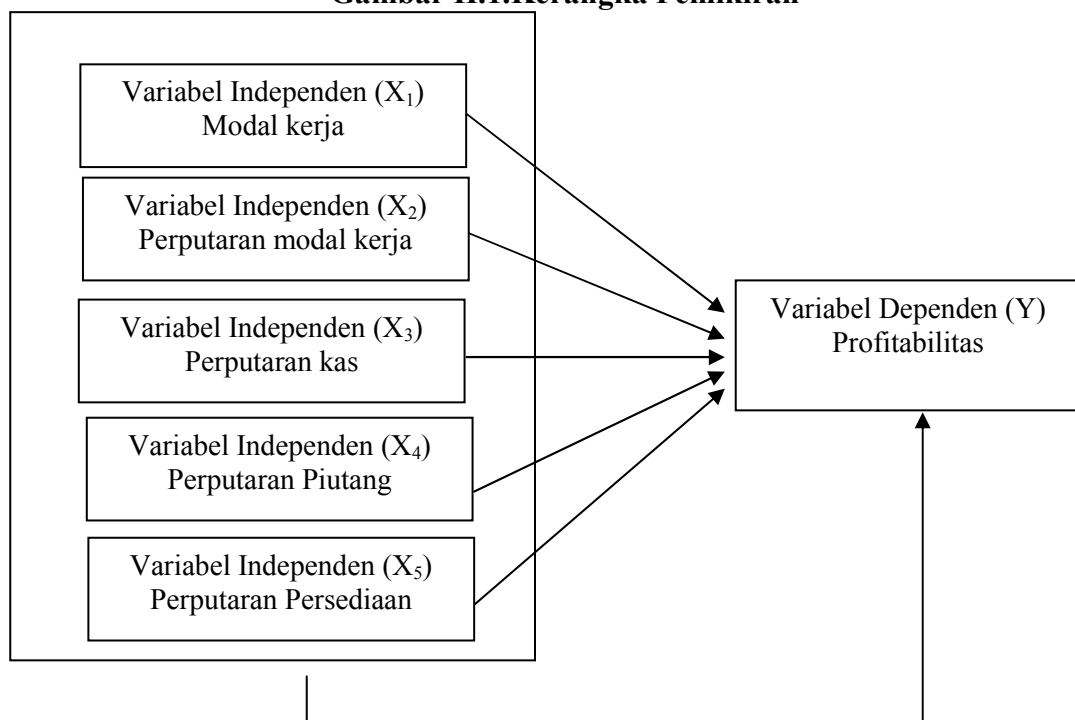 Gambar II.1.Kerangka Pemikiran
Variabel Independen (X₁)
Modal kerja
Variabel Independen (X₂)
Perputaran modal kerja
Variabel Independen (X₃)
Perputaran kas
Variabel Independen (X₄)
Perputaran Piutang
Variabel Independen (X₅)
Perputaran Persediaan
Variabel Dependen (Y)
Profitabilitas